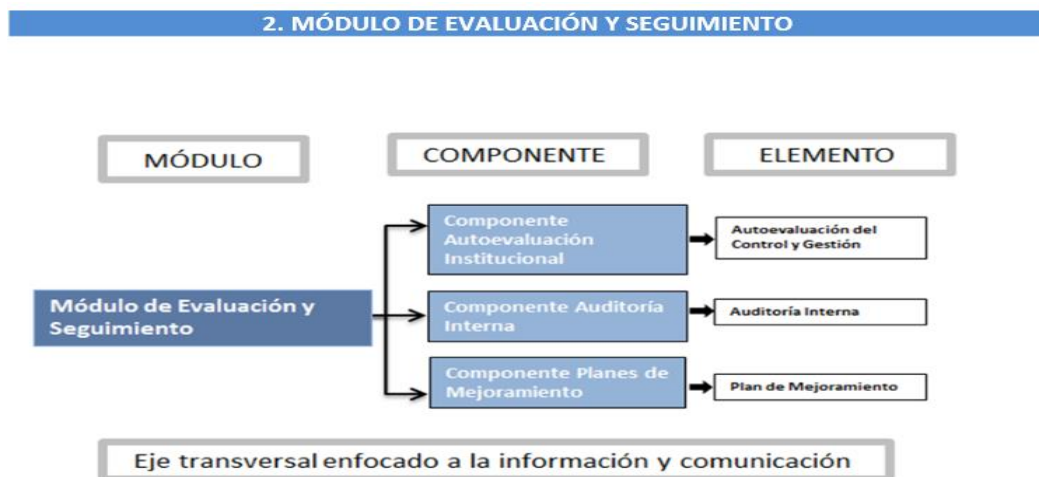 2. MÓDULO DE EVALUACIÓN Y SEGUIMIENTO
MÓDULO
COMPONENTE
ELEMENTO
Módulo de Evaluación y
Seguimiento
Componente
Autoevaluación
Institucional
Autoevaluación del
Control y Gestión
Componente Auditoría
Interna
Auditoría Interna
Componente Planes de
Mejoramiento
Plan de Mejoramiento
Eje transversal enfocado a la información y comunicación